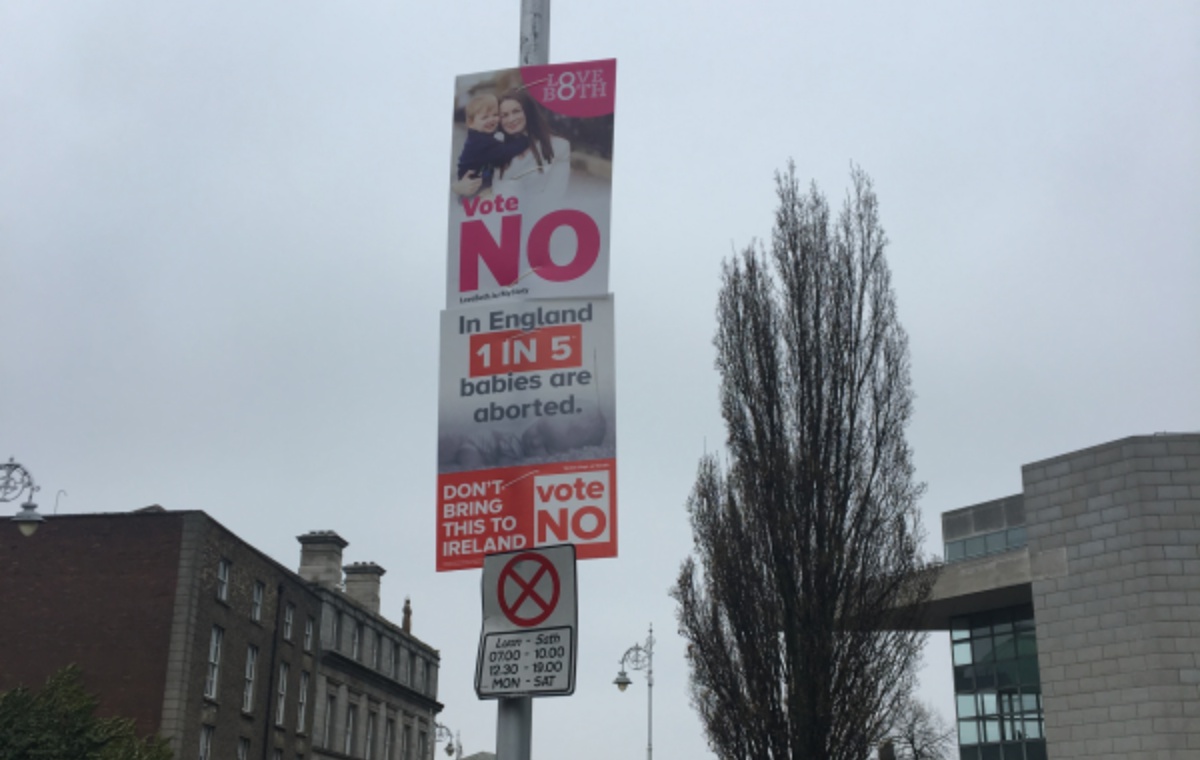 LOVE
B8TH
Vote
NO
In England
1 IN 5
babies are
aborted.
DON'T
BRING
THIS TO
IRELAND
vote
NO
Luan - Sath
07.00 - 10.00
12.30 - 19.00
MON - SAT